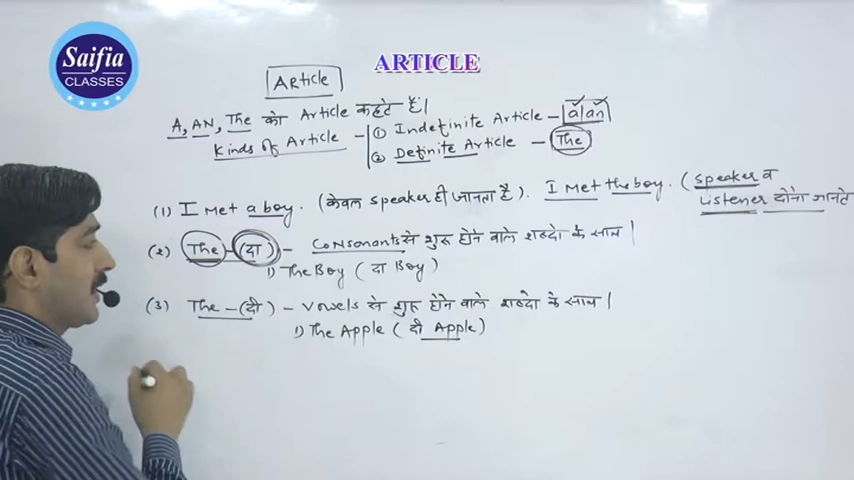 Saifia
CLASSES
ARTICLE
Article
A, AN, The को Article कहते हैं।
Kinds of Article - ① Indefinite Article - a/an
② Definite Article - The
(1) I Met a boy. (केवल speaker ही जानता है). I Met the boy. (speaker व
Listener दोनो जानते
(2) The - (दा) - Consonants से शुरू होने वाले शब्दो के साथ।
1) The Boy (दा Boy)
(3) The - (दी) - Vowels से शुरू होने वाले शब्दो के साथ।
1) The Apple (दी Apple)